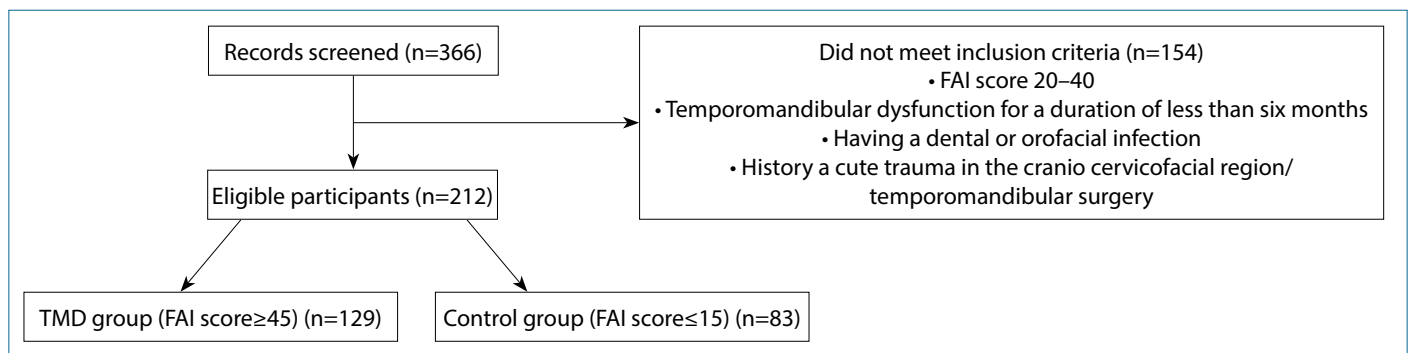 Records screened (n=366)
Did not meet inclusion criteria (n=154)
• FAI score 20–40
• Temporomandibular dysfunction for a duration of less than six months
• Having a dental or orofacial infection
• History a cute trauma in the cranio cervicofacial region/
temporomandibular surgery
Eligible participants (n=212)
TMD group (FAI score≥45) (n=129)
Control group (FAI score≤15) (n=83)